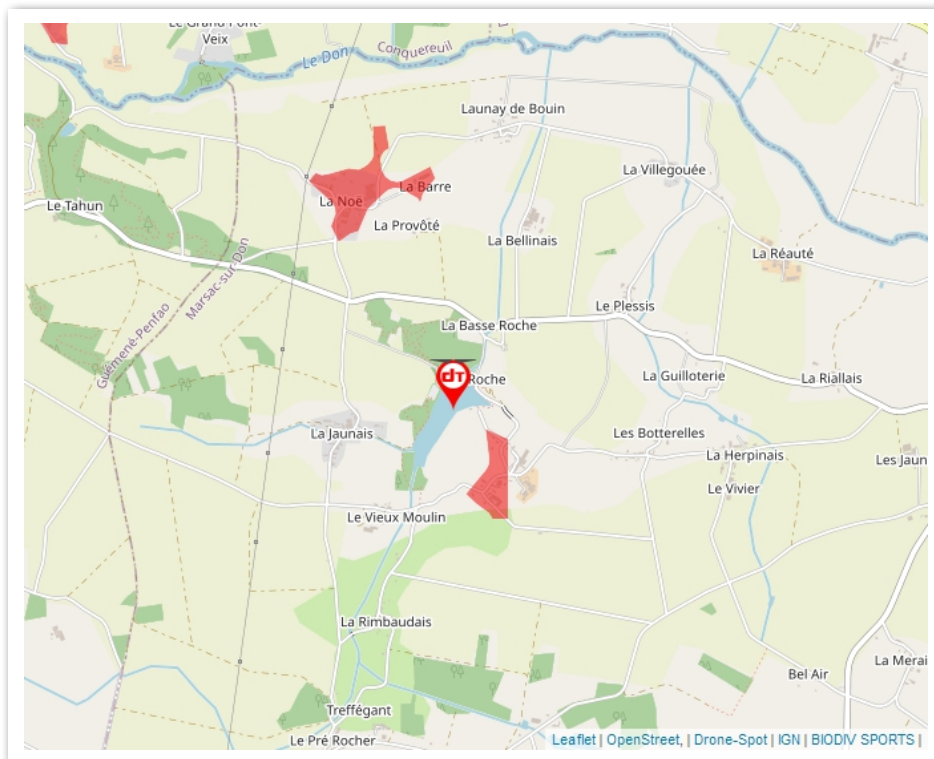 Le Grand Pont-
Veix
Le Don
Conquereuil
Launay de Bouin
La Villegouée
La Barre
La Noë
Le Tahun
La Provôté
La Bellinais
La Réauté
Marsac-sur-Don
Guémené-Penfao
Le Plessis
La Basse Roche
DT
Roche
La Guilloterie
La Riallais
La Jaunais
Les Botterelles
La Herpinais
Les Jaun
Le Vivier
Le Vieux Moulin
La Rimbaudais
La Merai
Bel Air
Treffégant
Le Pré Rocher
Leaflet | OpenStreet, | Drone-Spot | IGN | BIODIV SPORTS |